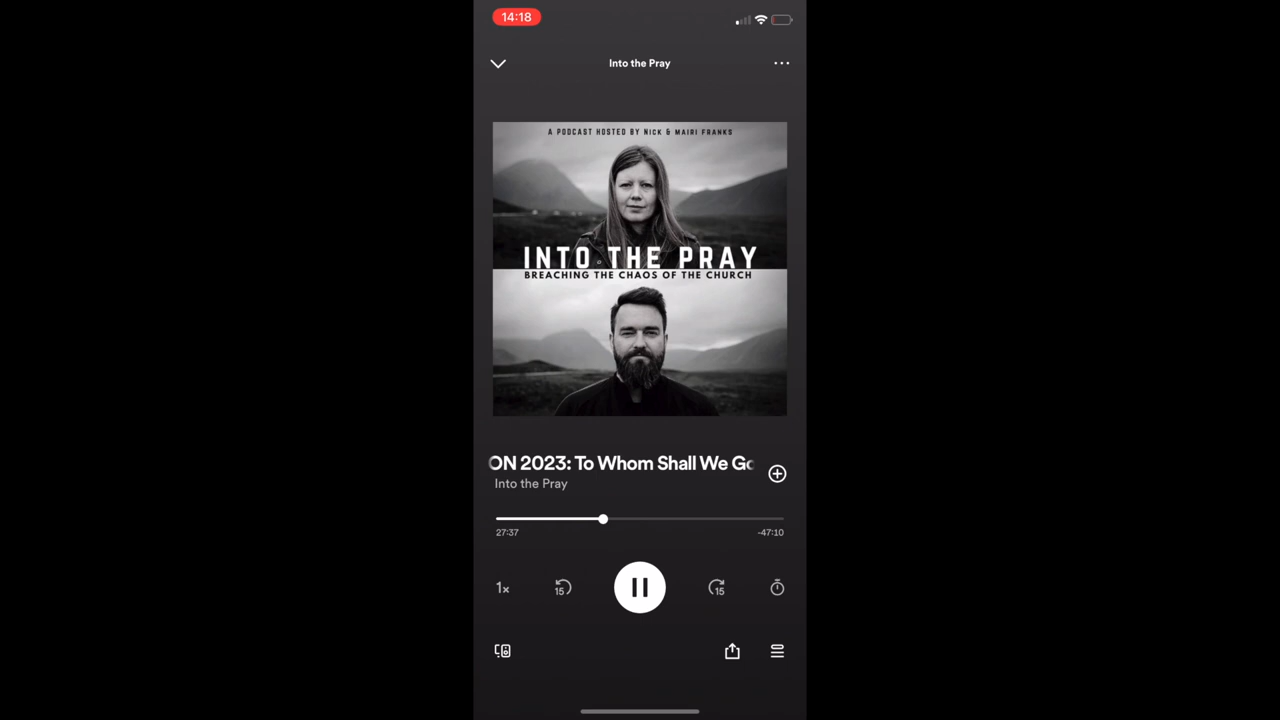 14:18
Into the Pray
A PODCAST HOSTED BY NICK & MAIRI FRANKS
INTO THE PRAY
BREACHING THE CHAOS OF THE CHURCH
ON 2023: To Whom Shall We Go
Into the Pray
27:37
-47:10
1x
15
15